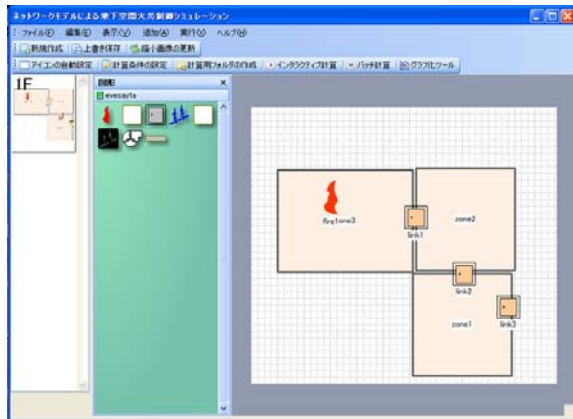 ネットワークモデルによる地下空間火災制御シミュレーション
ファイル(F) 編集(E) 表示(V) 追加(A) 実行(X) ヘルプ(H)
新規作成 上書き保存 縮小画像の更新
アイコンの自動設定 計算条件の設定 計算用フォルダの作成 インタラクティブ計算 バッチ計算 グラフ化ツール
1F
図形
evesayta
zone3
zone2
link1
link2
zone1
link3